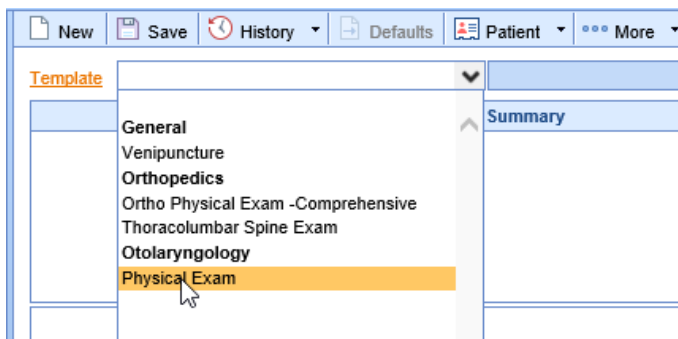 New Save History Defaults Patient More
Template
Summary
General
Venipuncture
Orthopedics
Ortho Physical Exam -Comprehensive
Thoracolumbar Spine Exam
Otolaryngology
Physical Exam